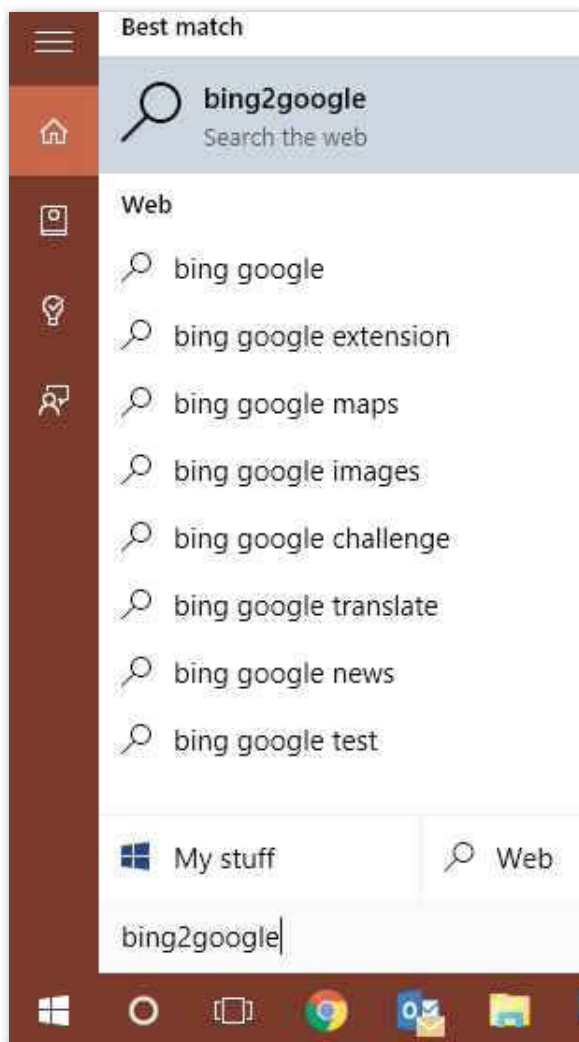 Best match
bing2google
Search the web
Web
bing google
bing google extension
bing google maps
bing google images
bing google challenge
bing google translate
bing google news
bing google test
My stuff
Web
bing2google